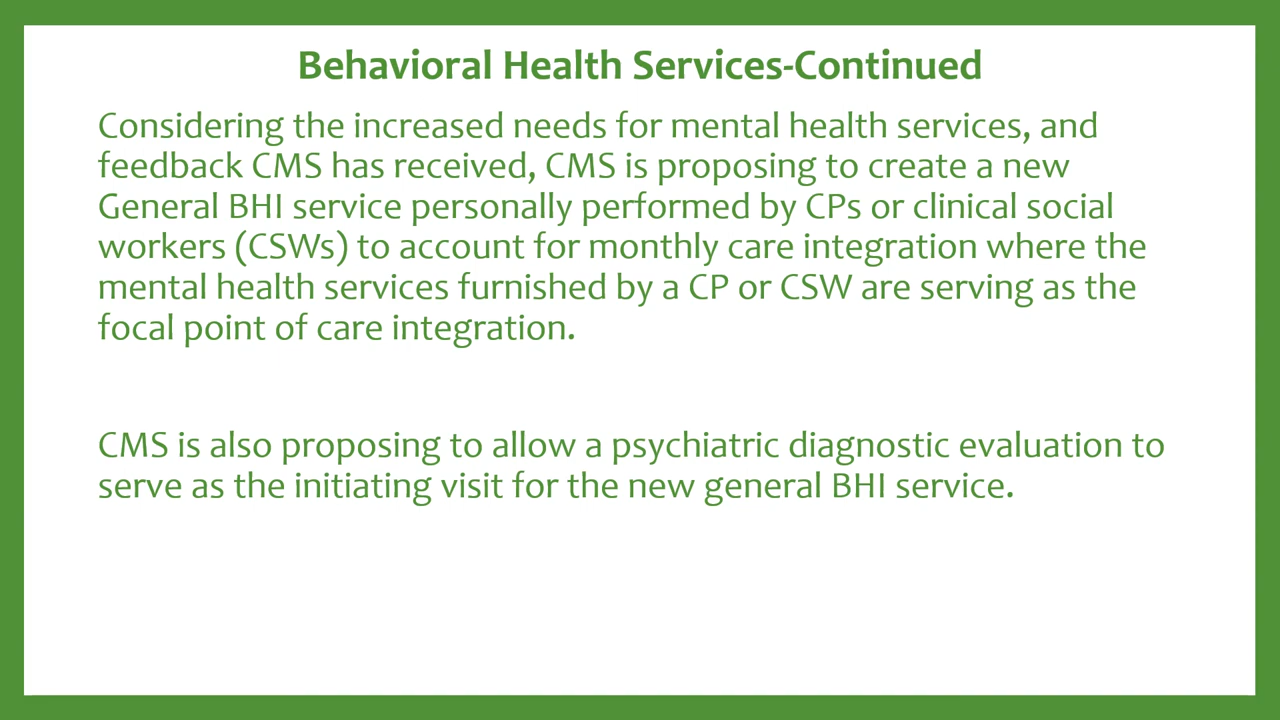 Behavioral Health Services-Continued
Considering the increased needs for mental health services, and
feedback CMS has received, CMS is proposing to create a new
General BHI service personally performed by CPs or clinical social
workers (CSWs) to account for monthly care integration where the
mental health services furnished by a CP or CSW are serving as the
focal point of care integration.
CMS is also proposing to allow a psychiatric diagnostic evaluation to
serve as the initiating visit for the new general BHI service.